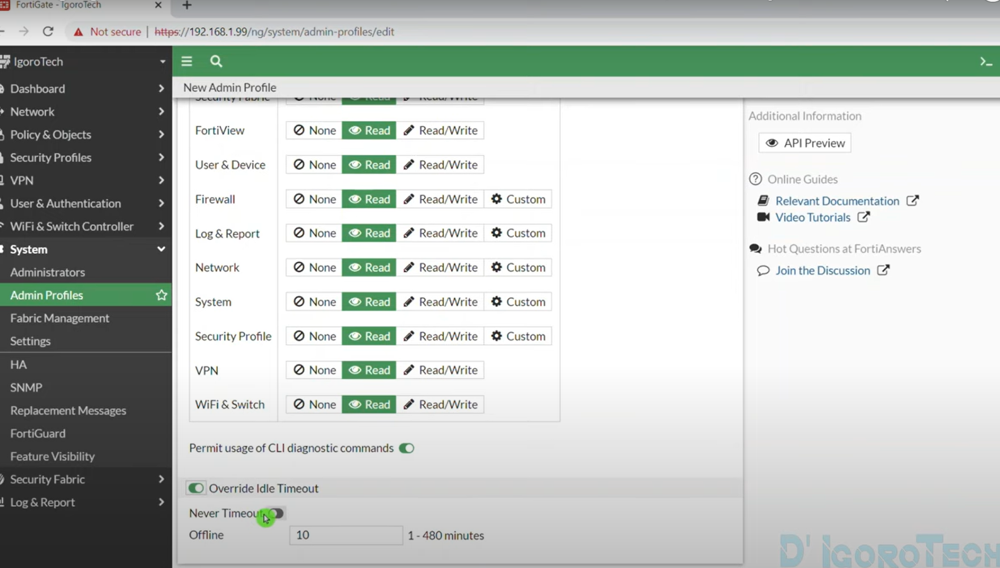 FortiGate - IgoroTech
Not secure | https://192.168.1.99/ng/system/admin-profiles/edit
IgoroTech
Dashboard
Network
Policy & Objects
Security Profiles
VPN
User & Authentication
WiFi & Switch Controller
System
Administrators
Admin Profiles
Fabric Management
Settings
HA
SNMP
Replacement Messages
FortiGuard
Feature Visibility
Security Fabric
Log & Report
New Admin Profile
Security Fabric None Read Read/Write
FortiView None Read Read/Write
User & Device None Read Read/Write
Firewall None Read Read/Write Custom
Log & Report None Read Read/Write Custom
Network None Read Read/Write Custom
System None Read Read/Write Custom
Security Profile None Read Read/Write Custom
VPN None Read Read/Write
WiFi & Switch None Read Read/Write
Permit usage of CLI diagnostic commands
Override Idle Timeout
Never Timeout
Offline 10 1 - 480 minutes
Additional Information
API Preview
Online Guides
Relevant Documentation
Video Tutorials
Hot Questions at FortiAnswers
Join the Discussion
D' IGOROTECH